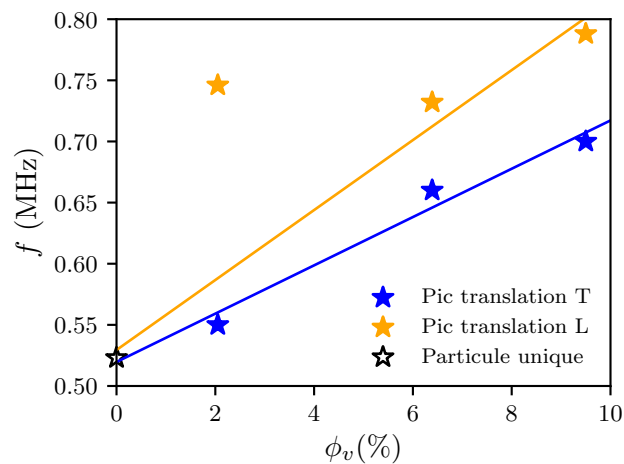 0.80
0.75
0.70
0.65
0.60
0.55
0.50
f (MHz)
Pic translation T
Pic translation L
Particule unique
0 2 4 6 8 10
ϕ_v(%)